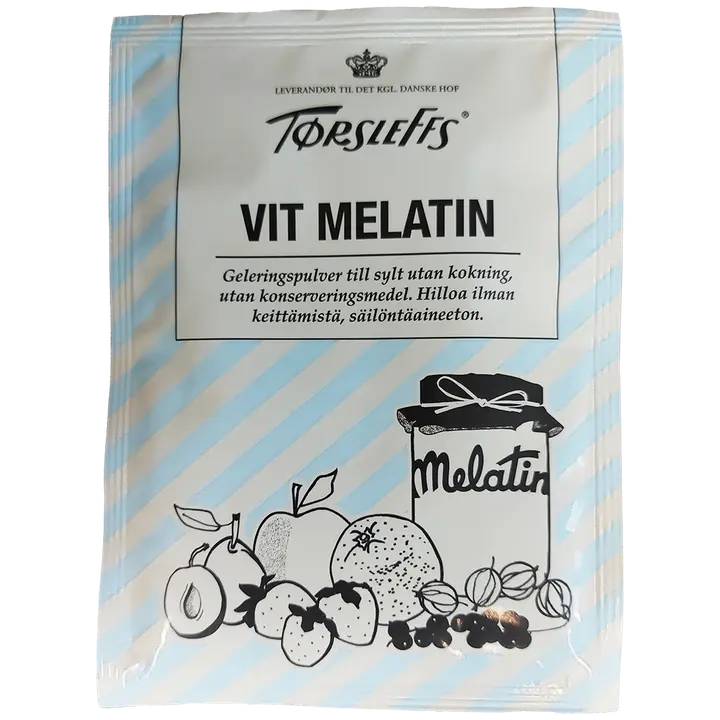 LEVERANDØR TIL DET KGL. DANSKE HOF
TØRSLEFFS®
VIT MELATIN
Geleringspulver till sylt utan kokning,
utan konserveringsmedel. Hilloa ilman
keittämistä, säilöntäaineeton.
Melatin